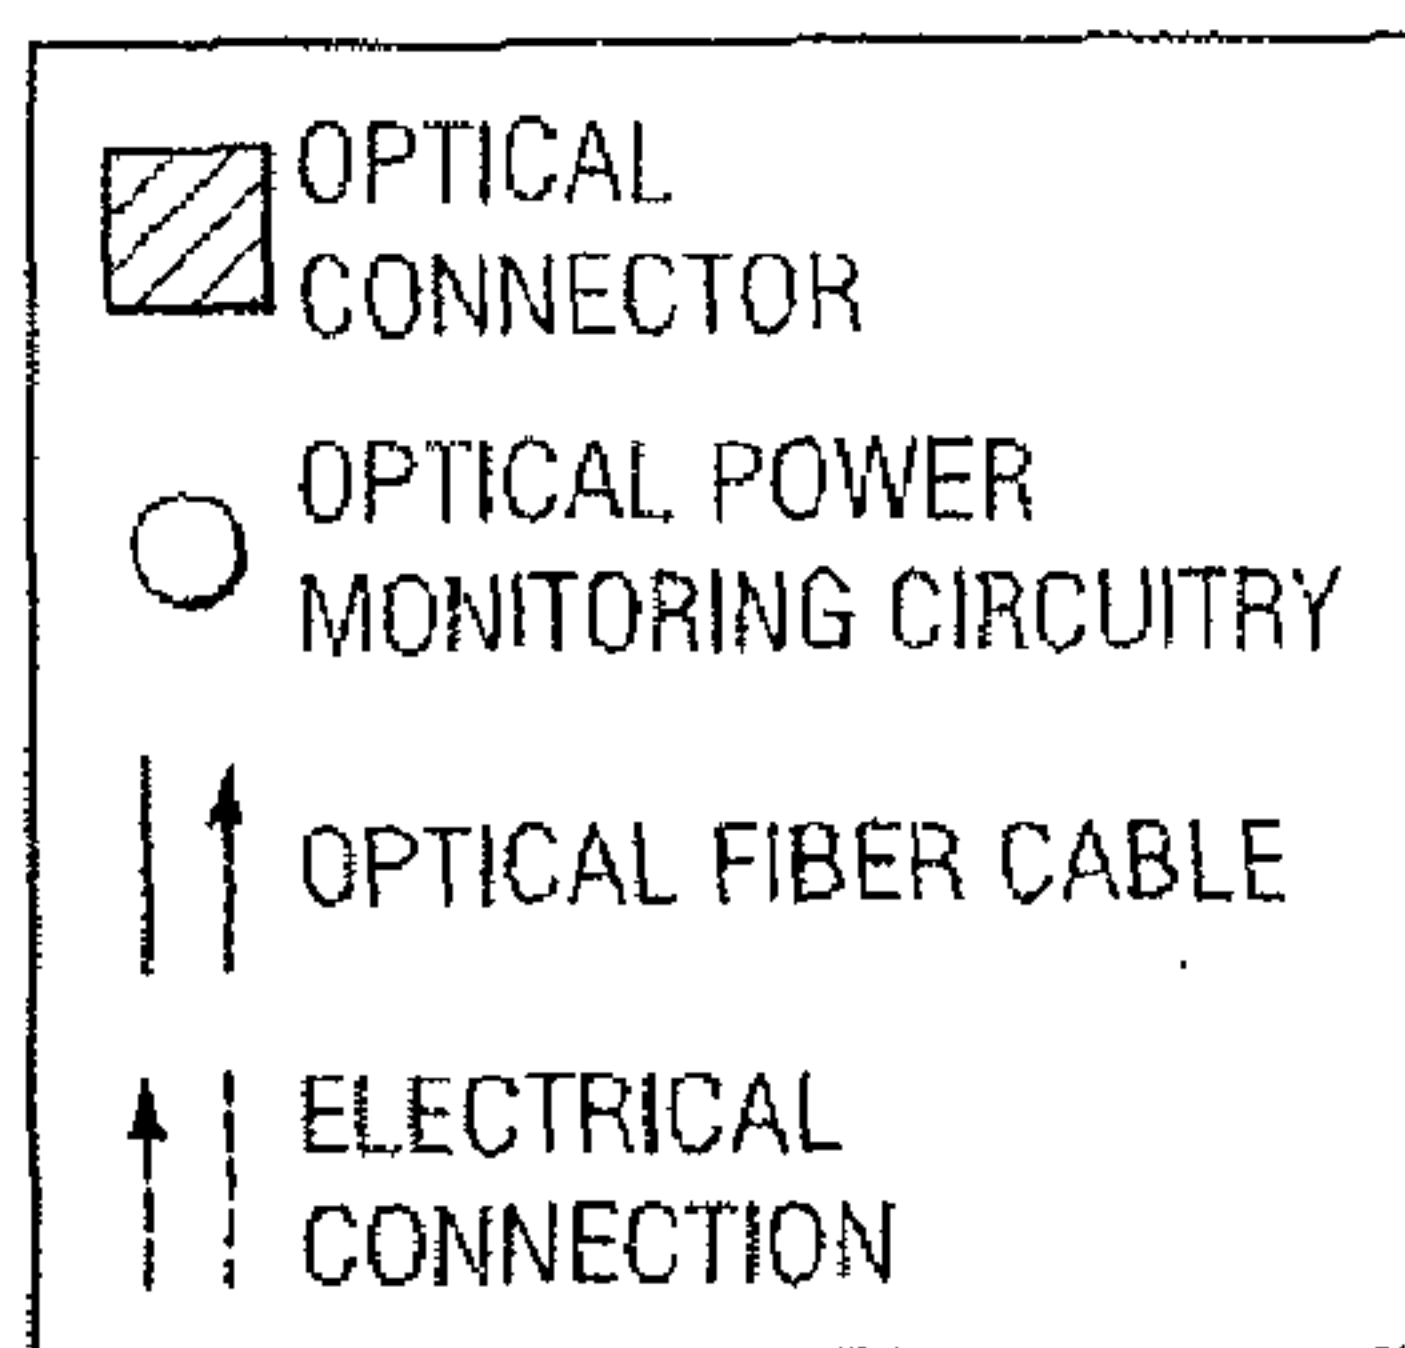 OPTICAL
CONNECTOR
OPTICAL POWER
MONITORING CIRCUITRY
OPTICAL FIBER CABLE
ELECTRICAL
CONNECTION